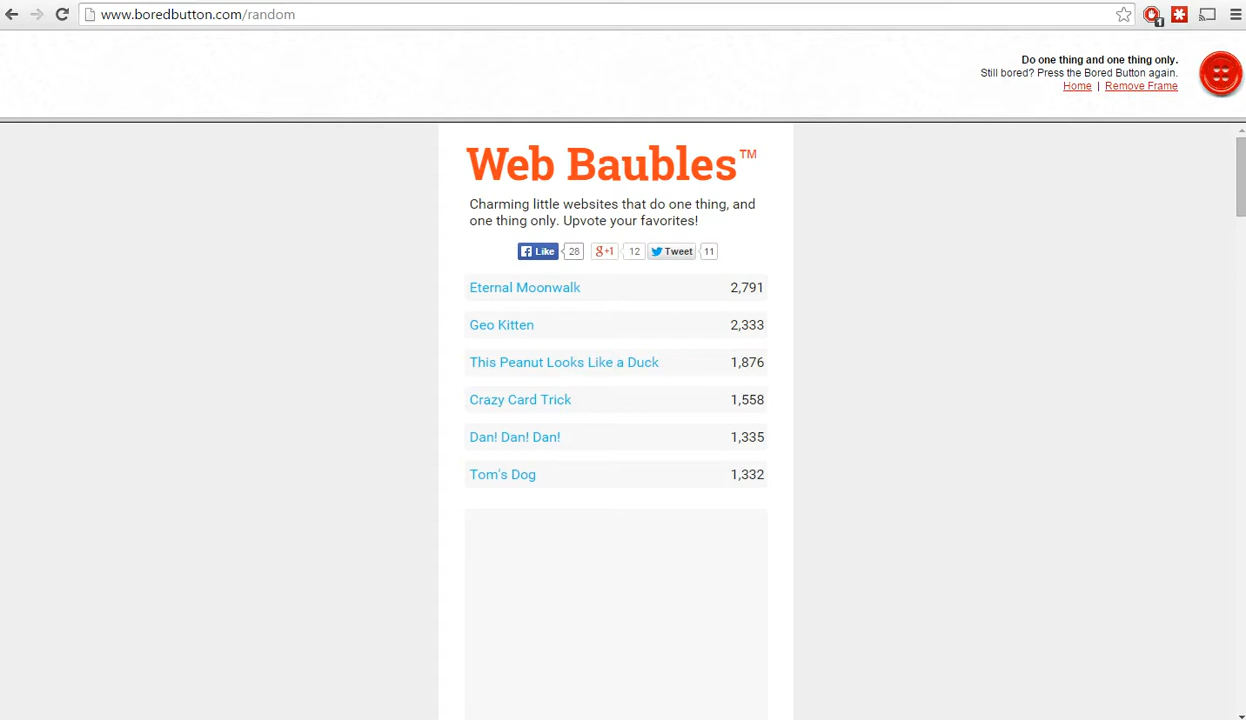 www.boredbutton.com/random
1
Do one thing and one thing only.
Still bored? Press the Bored Button again.
Home | Remove Frame
Web Baubles™
Charming little websites that do one thing, and
one thing only. Upvote your favorites!
Like 28 g+1 12 Tweet 11
Eternal Moonwalk 2,791
Geo Kitten 2,333
This Peanut Looks Like a Duck 1,876
Crazy Card Trick 1,558
Dan! Dan! Dan! 1,335
Tom's Dog 1,332